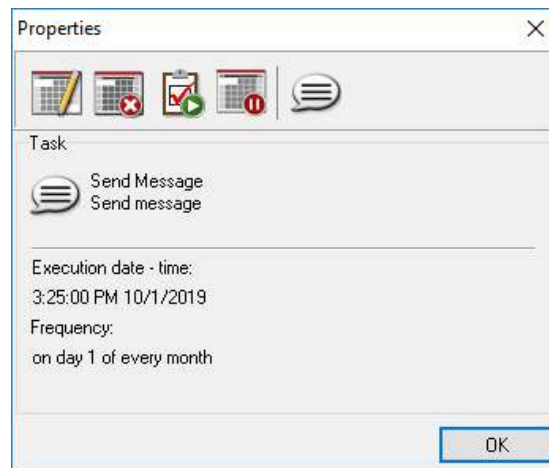 Properties
Task
Send Message
Send message
Execution date - time:
3:25:00 PM 10/1/2019
Frequency:
on day 1 of every month
OK